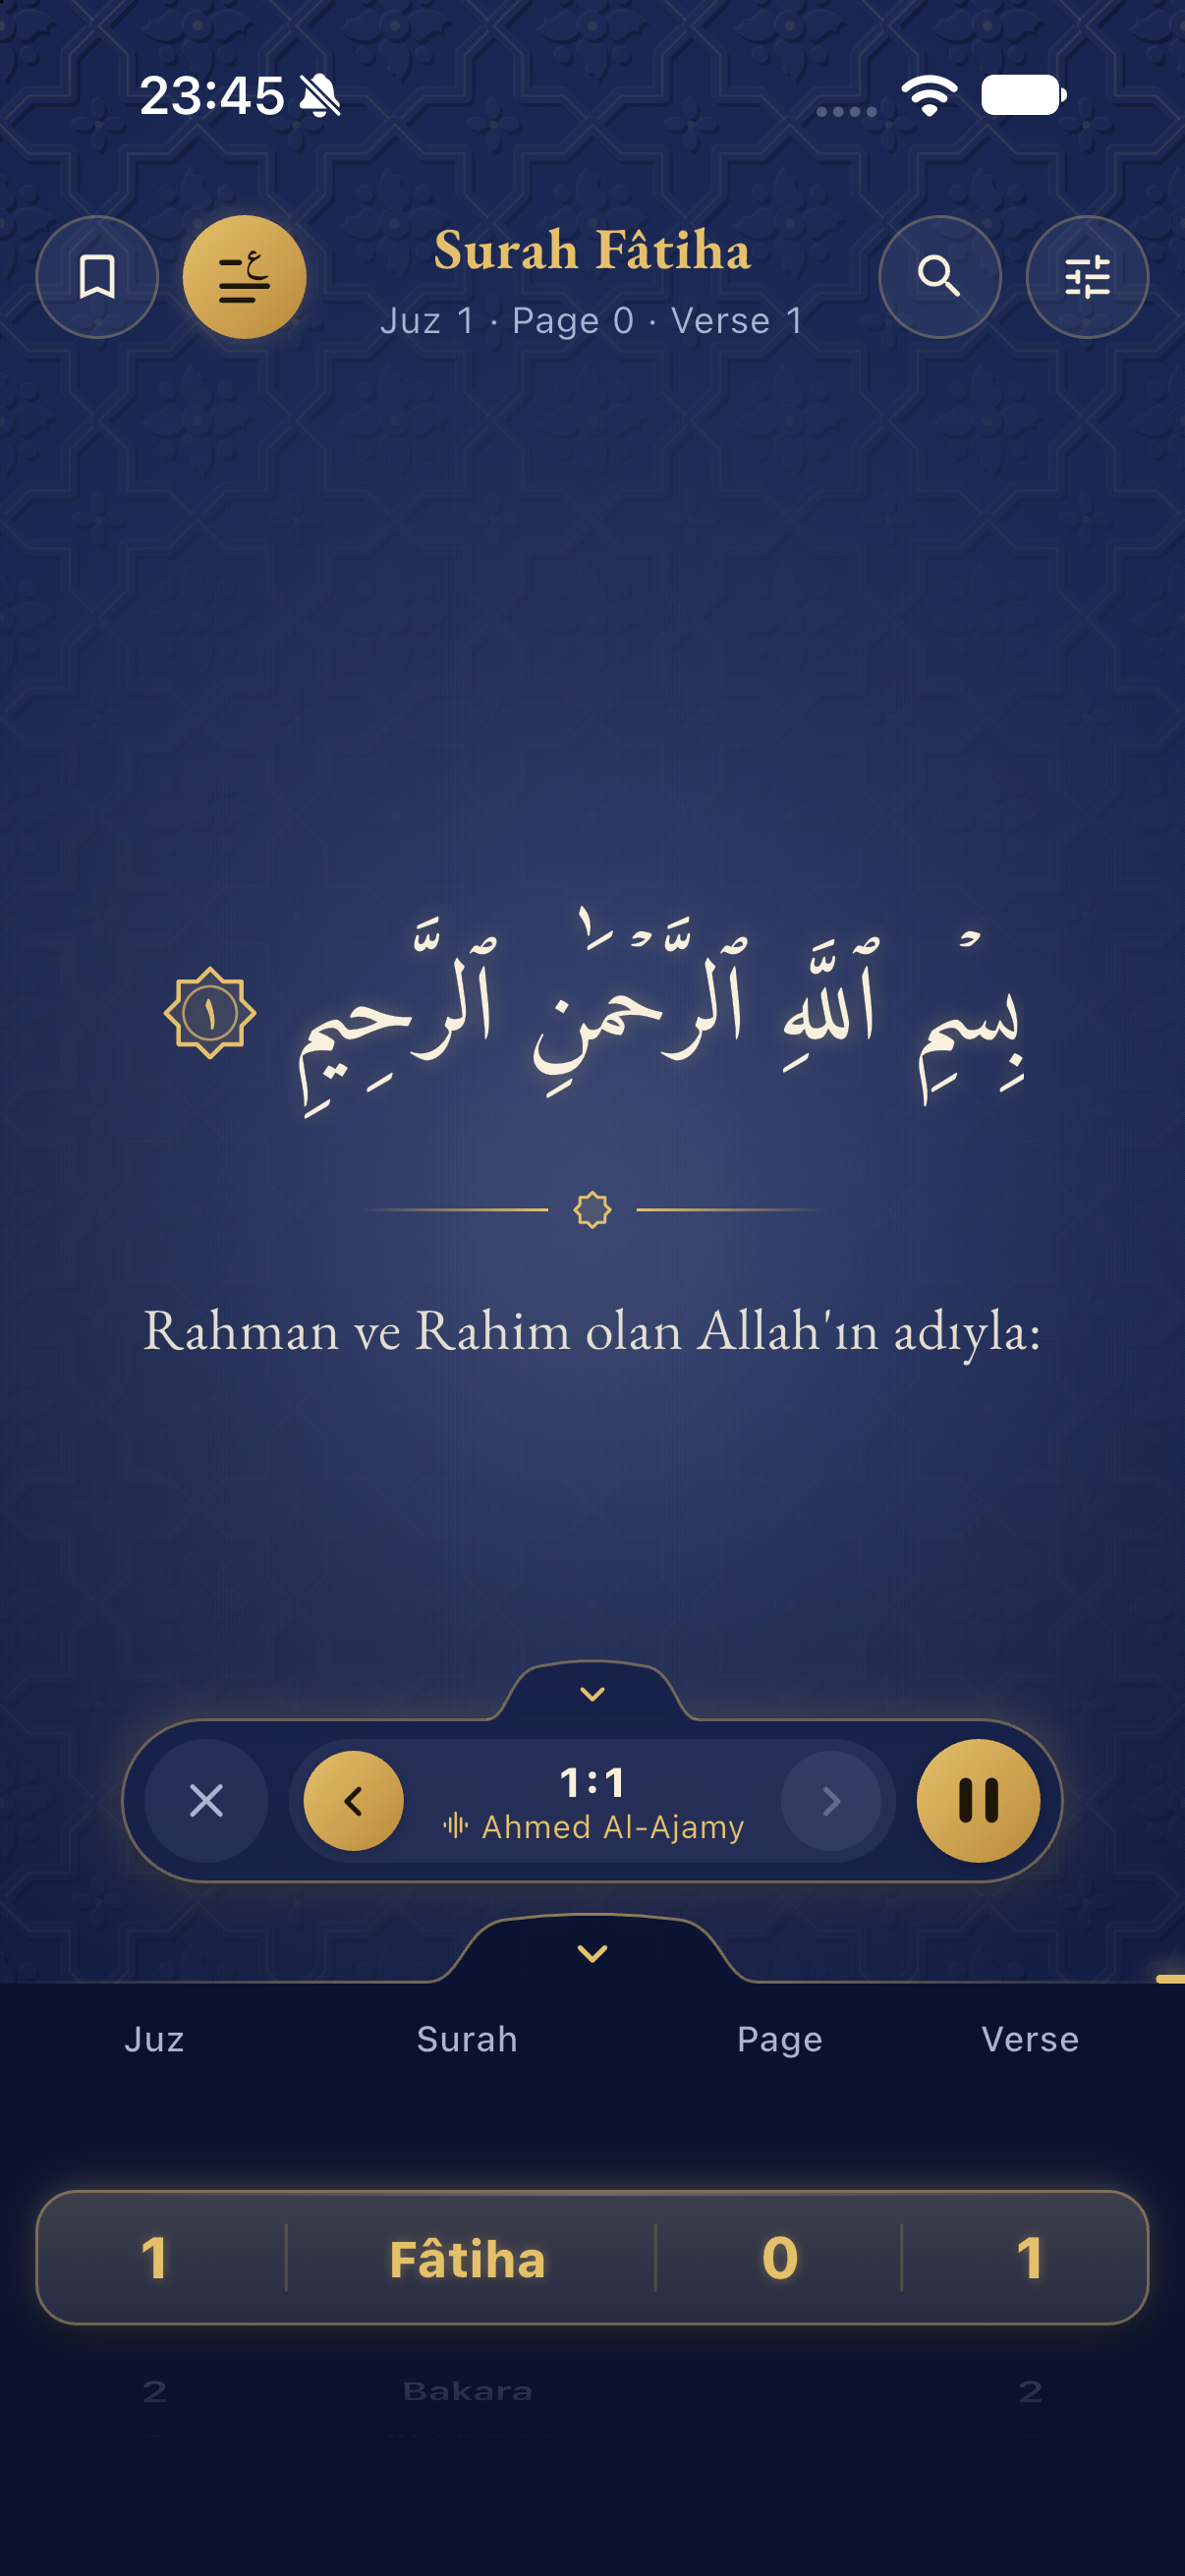 23:45
Surah Fâtiha
Juz 1 · Page 0 · Verse 1
بِسۡمِ ٱللَّهِ ٱلرَّحۡمَٰنِ ٱلرَّحِيمِ ١
Rahman ve Rahim olan Allah'ın adıyla:
1:1
Ahmed Al-Ajamy
Juz Surah Page Verse
1 Fâtiha 0 1
2 Bakara 2